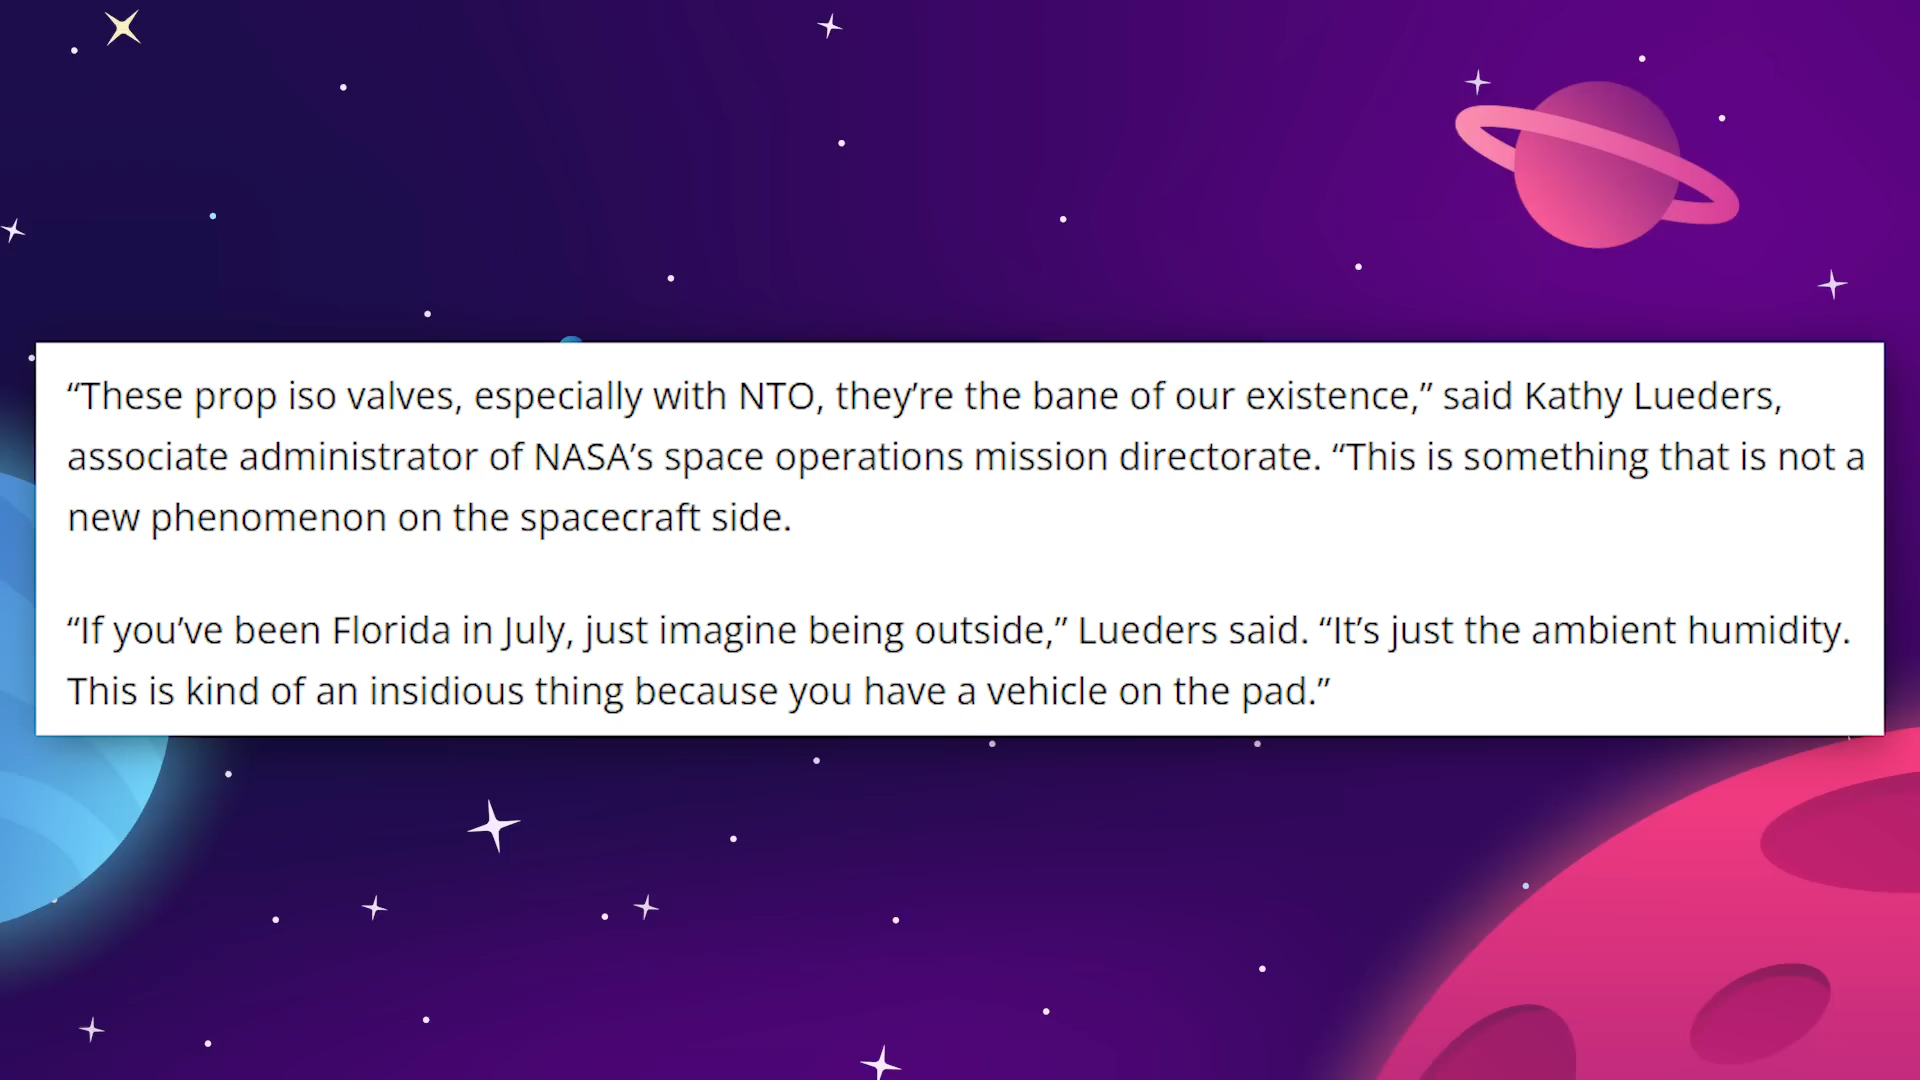 “These prop iso valves, especially with NTO, they’re the bane of our existence,” said Kathy Lueders,
associate administrator of NASA’s space operations mission directorate. “This is something that is not a
new phenomenon on the spacecraft side.
“If you’ve been Florida in July, just imagine being outside,” Lueders said. “It’s just the ambient humidity.
This is kind of an insidious thing because you have a vehicle on the pad.”